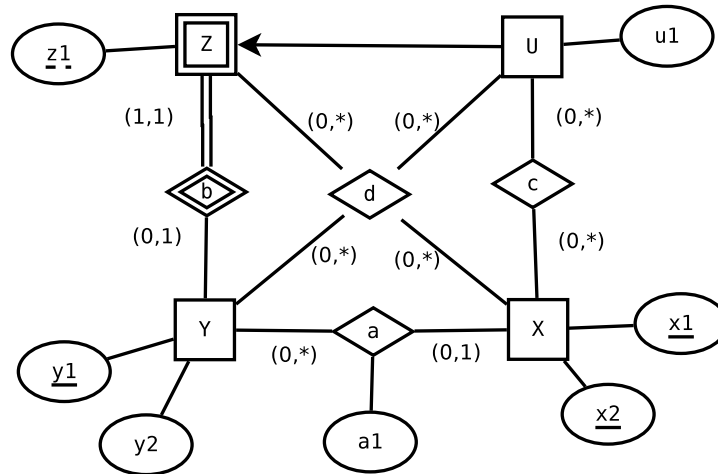 z1
Z
U
u1
(1,1)
(0,*)
(0,*)
(0,*)
b
d
c
(0,1)
(0,*)
(0,*)
(0,*)
Y
a
X
x1
(0,*)
(0,1)
y1
x2
y2
a1